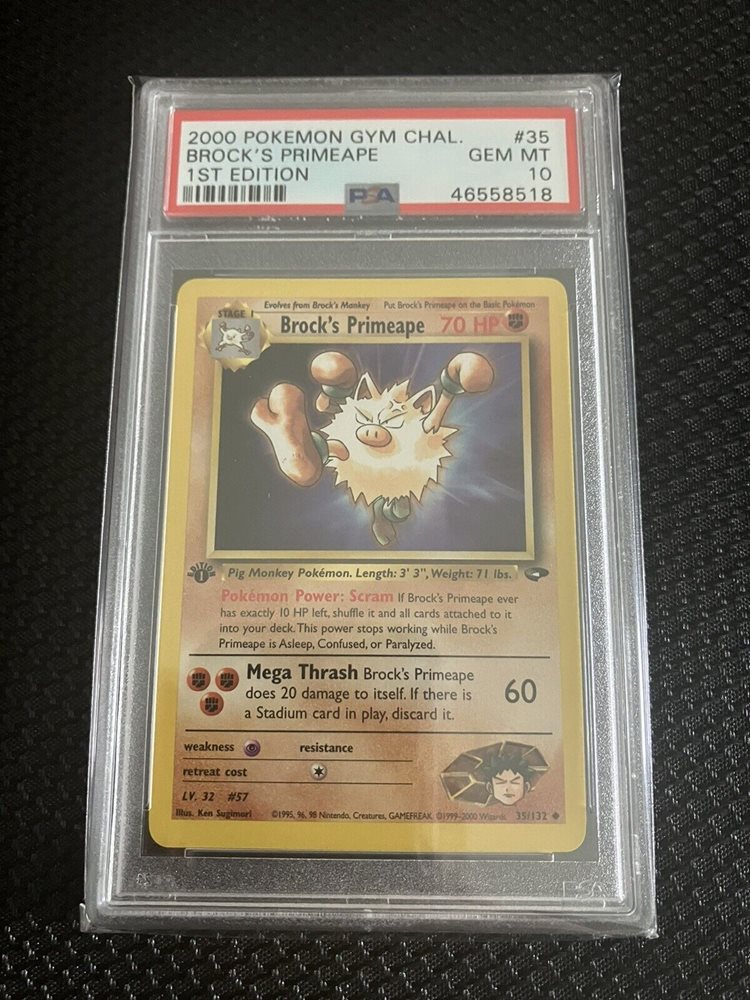 2000 POKEMON GYM CHAL. #35
BROCK'S PRIMEAPE GEM MT
1ST EDITION 10
PSA 46558518
Evolves from Brock's Mankey Put Brock's Primeape on the Basic Pokémon
STAGE 1
Brock's Primeape 70 HP
EDITION
1
Pig Monkey Pokémon. Length: 3' 3", Weight: 71 lbs.
Pokémon Power: Scram If Brock's Primeape ever
has exactly 10 HP left, shuffle it and all cards attached to it
into your deck. This power stops working while Brock's
Primeape is Asleep, Confused, or Paralyzed.
Mega Thrash Brock's Primeape
does 20 damage to itself. If there is
a Stadium card in play, discard it.
60
weakness resistance
retreat cost
LV. 32 #57
Illus. Ken Sugimori ©1995, 96, 98 Nintendo, Creatures, GAMEFREAK. ©1999-2000 Wizards. 35/132